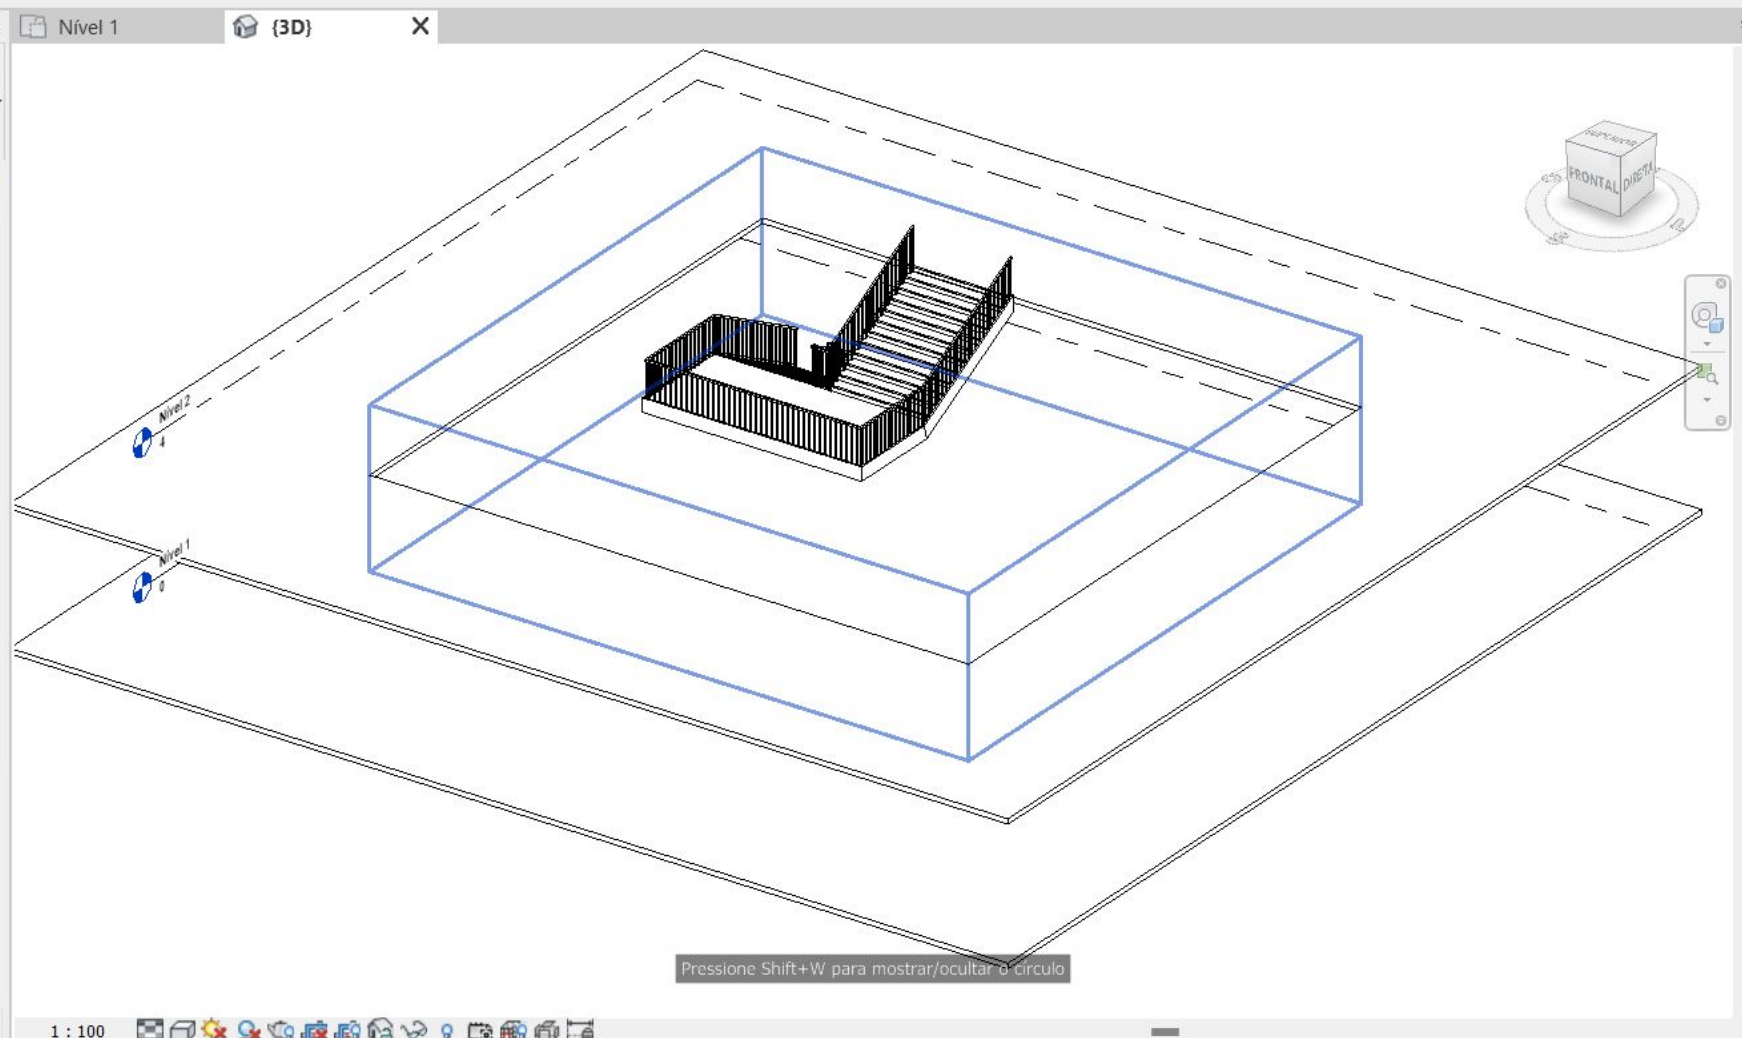 Nível 1
{3D}
SUPERIOR
FRONTAL
DIREITA
Nível 2
4
Nível 1
0
Pressione Shift+W para mostrar/ocultar o círculo
1 : 100